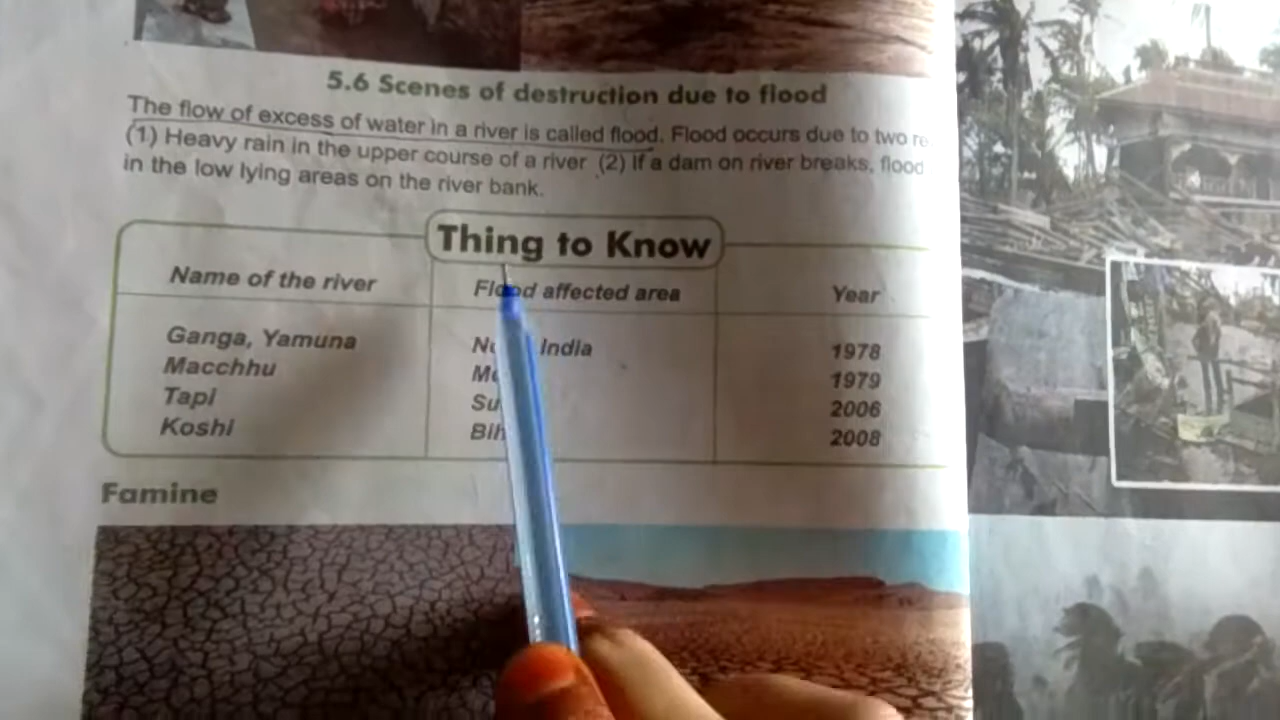 5.6 Scenes of destruction due to flood
The flow of excess of water in a river is called flood. Flood occurs due to two
(1) Heavy rain in the upper course of a river (2) If a dam on river breaks, flood
in the low lying areas on the river bank.
Thing to Know
Name of the river Flood affected area Year
Ganga, Yamuna India 1978
Macchhu 1979
Tapi 2006
Koshi 2008
Famine